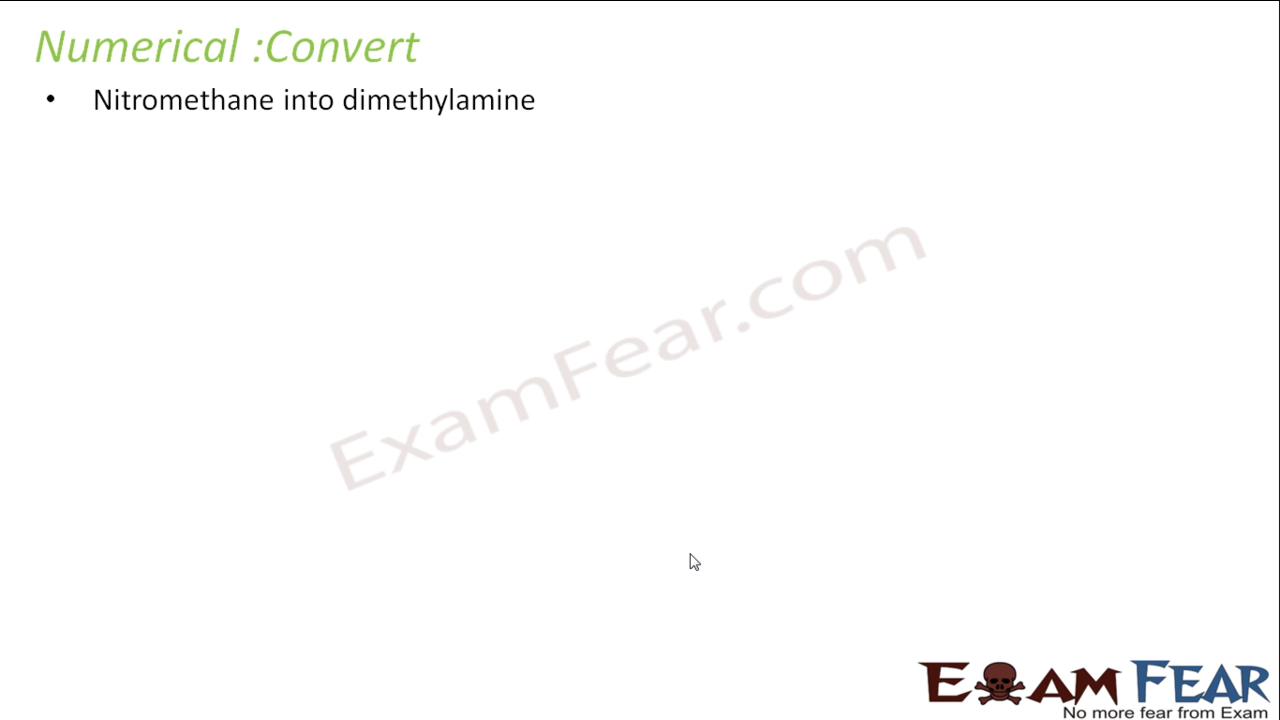 Numerical :Convert
• Nitromethane into dimethylamine
ExamFear.com
EXAM FEAR
No more fear from Exam